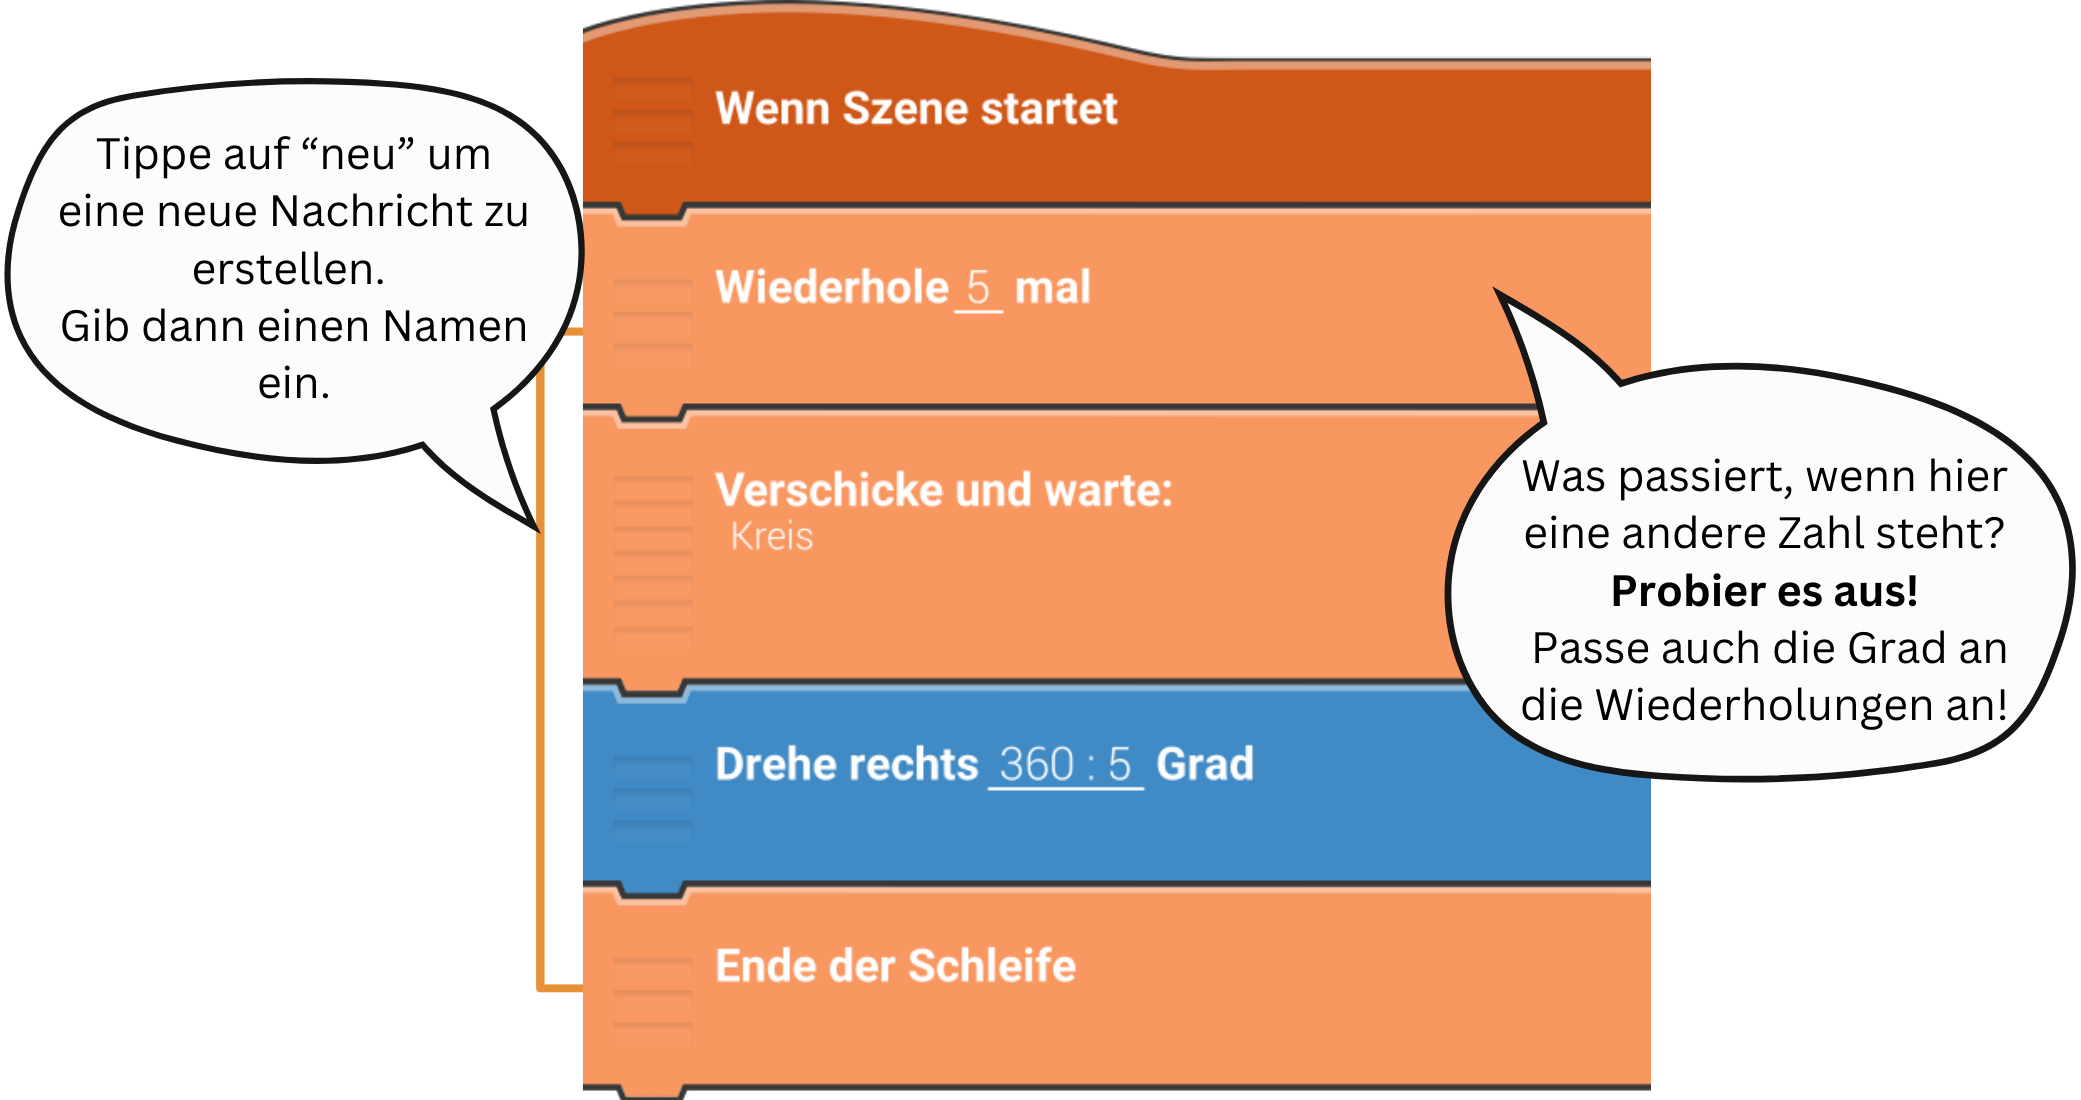 Tippe auf “neu” um
eine neue Nachricht zu
erstellen.
Gib dann einen Namen
ein.
Wenn Szene startet
Wiederhole 5 mal
Verschicke und warte:
Kreis
Drehe rechts 360 : 5 Grad
Ende der Schleife
Was passiert, wenn hier
eine andere Zahl steht?
Probier es aus!
Passe auch die Grad an
die Wiederholungen an!